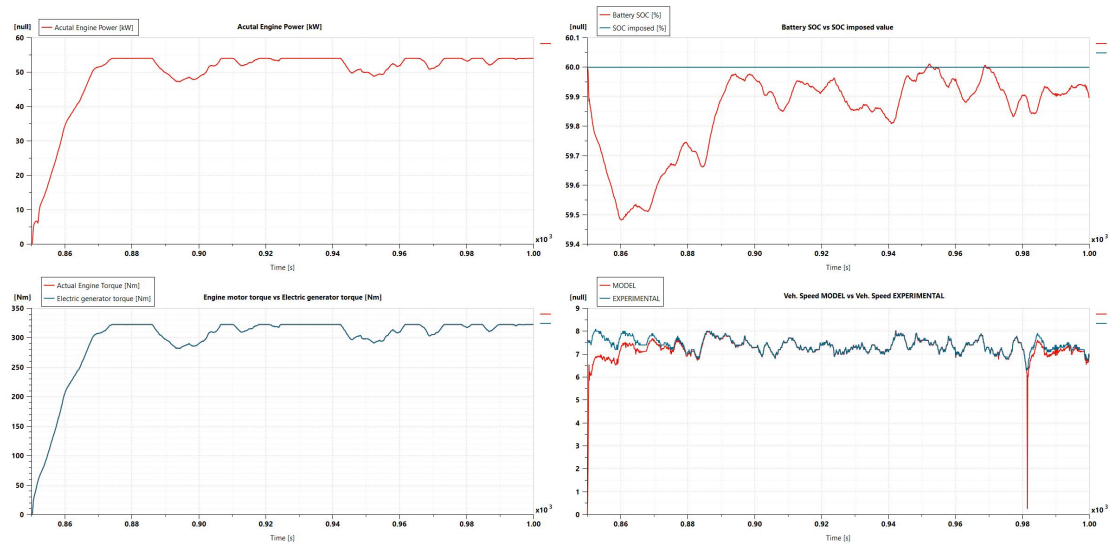 [null]
Acutal Engine Power [kW]
Acutal Engine Power [kW]
60
50
40
30
20
10
0
0.86
0.88
0.90
0.92
0.94
0.96
0.98
1.00
x10³
Time [s]
[null]
Battery SOC [%]
SOC imposed [%]
Battery SOC vs SOC imposed value
60.1
60.0
59.9
59.8
59.7
59.6
59.5
59.4
0.86
0.88
0.90
0.92
0.94
0.96
0.98
1.00
x10³
Time [s]
[Nm]
Actual Engine Torque [Nm]
Electric generator torque [Nm]
Engine motor torque vs Electric generator torque [Nm]
350
300
250
200
150
100
50
0
0.86
0.88
0.90
0.92
0.94
0.96
0.98
1.00
x10³
Time [s]
[null]
MODEL
EXPERIMENTAL
Veh. Speed MODEL vs Veh. Speed EXPERIMENTAL
9
8
7
6
5
4
3
2
1
0
0.86
0.88
0.90
0.92
0.94
0.96
0.98
1.00
x10³
Time [s]